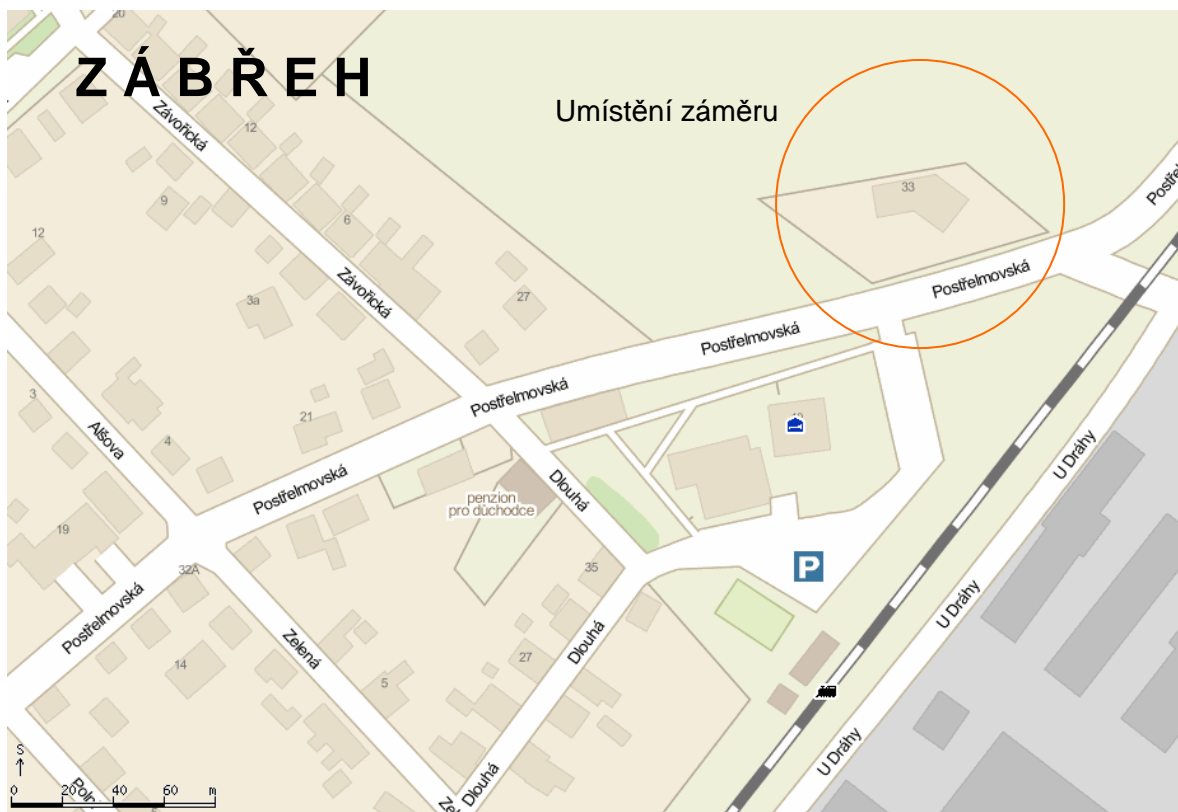 20
Z Á B Ř E H
Umístění záměru
Závořická
12
33
Postřelmovská
9
6
12
Závořická
3a
27
Postřelmovská
Postřelmovská
Postřelmovská
3
21
Alšova
4
U Dráhy
Postřelmovská
Dlouhá
penzion
pro důchodce
19
P
32A
35
Postřelmovská
U Dráhy
Zelená
Dlouhá
14
27
5
U Dráhy
Dlouhá
S
0 20 40 60 m